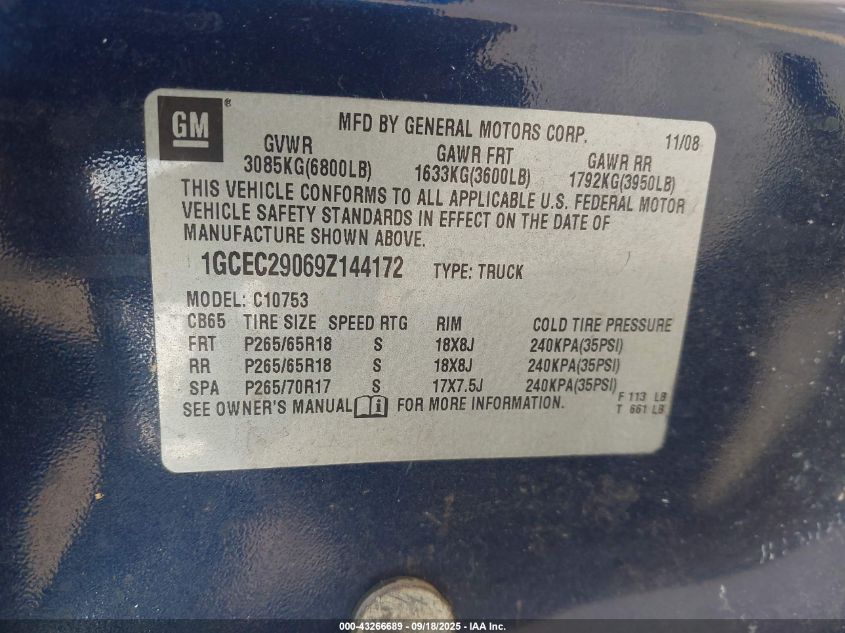 GM ®
MFD BY GENERAL MOTORS CORP. 11/08
GVWR GAWR FRT GAWR RR
3085KG(6800LB) 1633KG(3600LB) 1792KG(3950LB)
THIS VEHICLE CONFORMS TO ALL APPLICABLE U.S. FEDERAL MOTOR
VEHICLE SAFETY STANDARDS IN EFFECT ON THE DATE OF
MANUFACTURE SHOWN ABOVE.
1GCEC29069Z144172 TYPE: TRUCK
MODEL: C10753
CB65 TIRE SIZE SPEED RTG RIM COLD TIRE PRESSURE
FRT P265/65R18 S 18X8J 240KPA(35PSI)
RR P265/65R18 S 18X8J 240KPA(35PSI)
SPA P265/70R17 S 17X7.5J 240KPA(35PSI)
SEE OWNER'S MANUAL i FOR MORE INFORMATION.
F 113 LB
T 661 LB
000-43266689 - 09/18/2025 - IAA Inc.